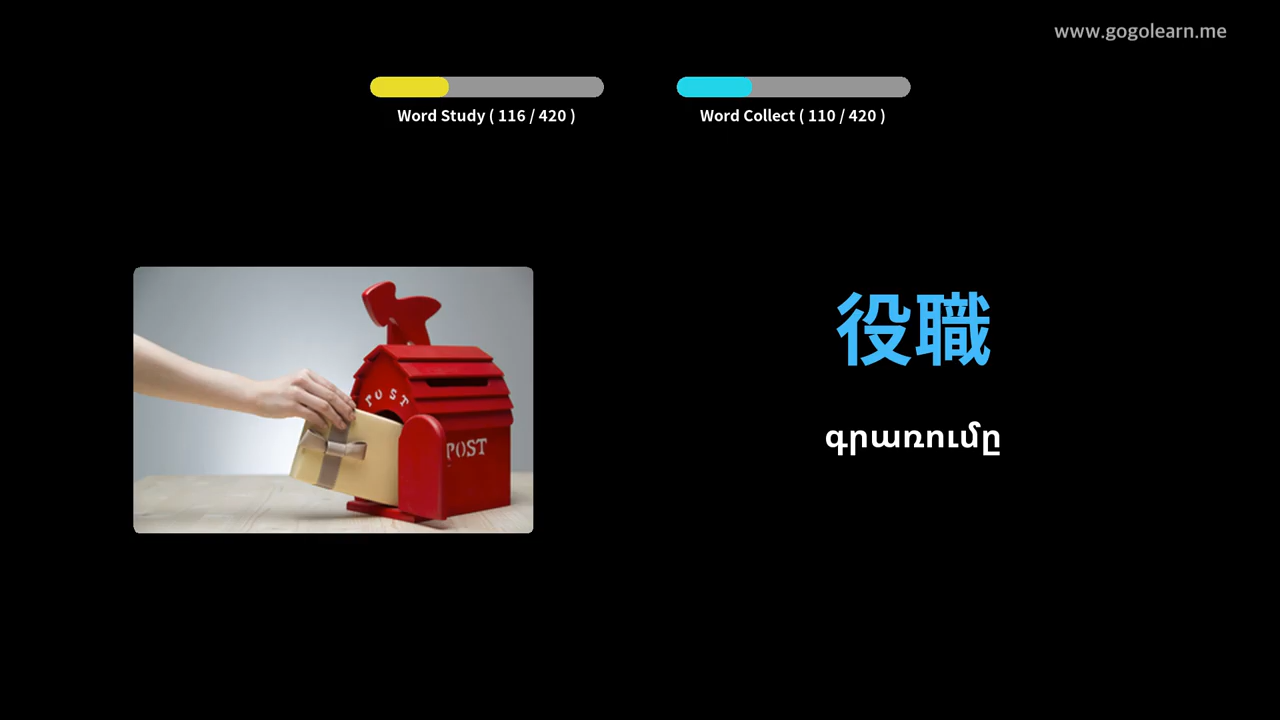 www.gogolearn.me
Word Study ( 116 / 420 )
Word Collect ( 110 / 420 )
POST
POST
役職
գրառումը